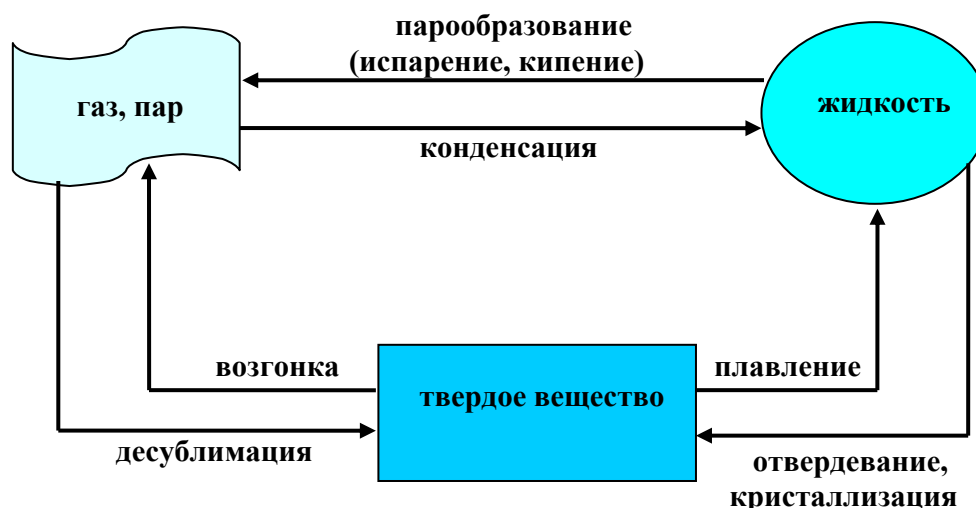 парообразование
(испарение, кипение)
газ, пар
жидкость
конденсация
возгонка
плавление
твердое вещество
десублимация
отвердевание,
кристаллизация